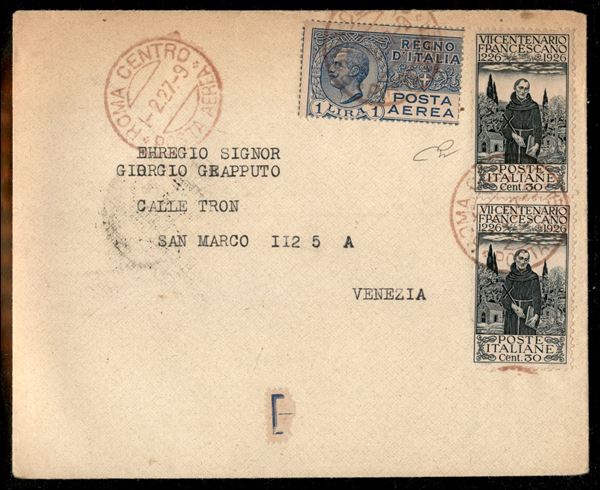 ROMA CENTRO
1-2.27-9
POSTA AEREA
REGNO
D'ITALIA
POSTA
AEREA
1 LIRA 1
VII CENTENARIO
FRANCESCANO
1226 1926
POSTE
ITALIANE
Cent. 30
VII CENTENARIO
FRANCESCANO
1226 1926
POSTE
ITALIANE
Cent. 30
EHREGIO SIGNOR
GIORGIO GEAPPUTO
CALLE TRON
SAN MARCO II2 5 A
VENEZIA